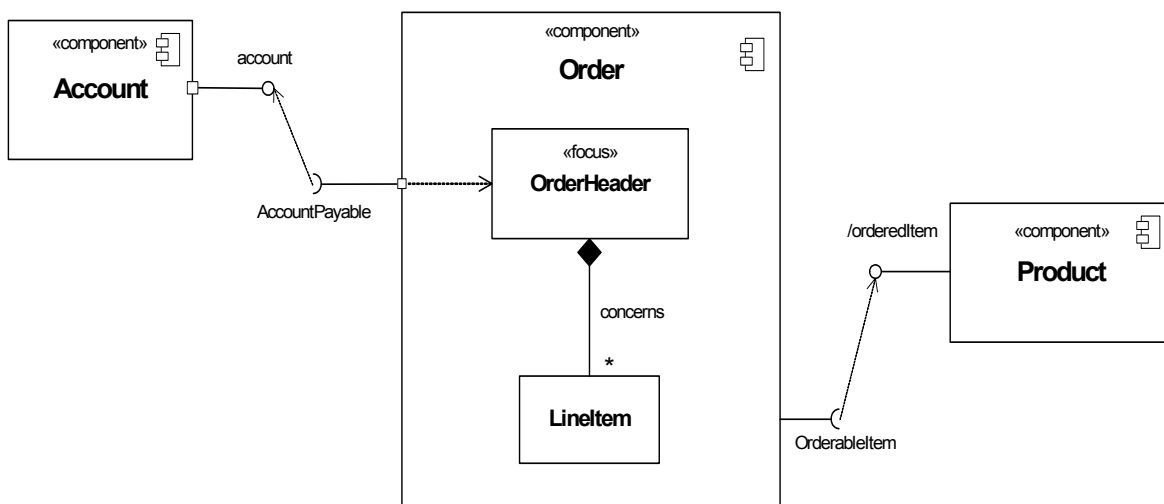 «component»
Account
account
AccountPayable
«component»
Order
«focus»
OrderHeader
concerns
*
LineItem
/orderedItem
OrderableItem
«component»
Product